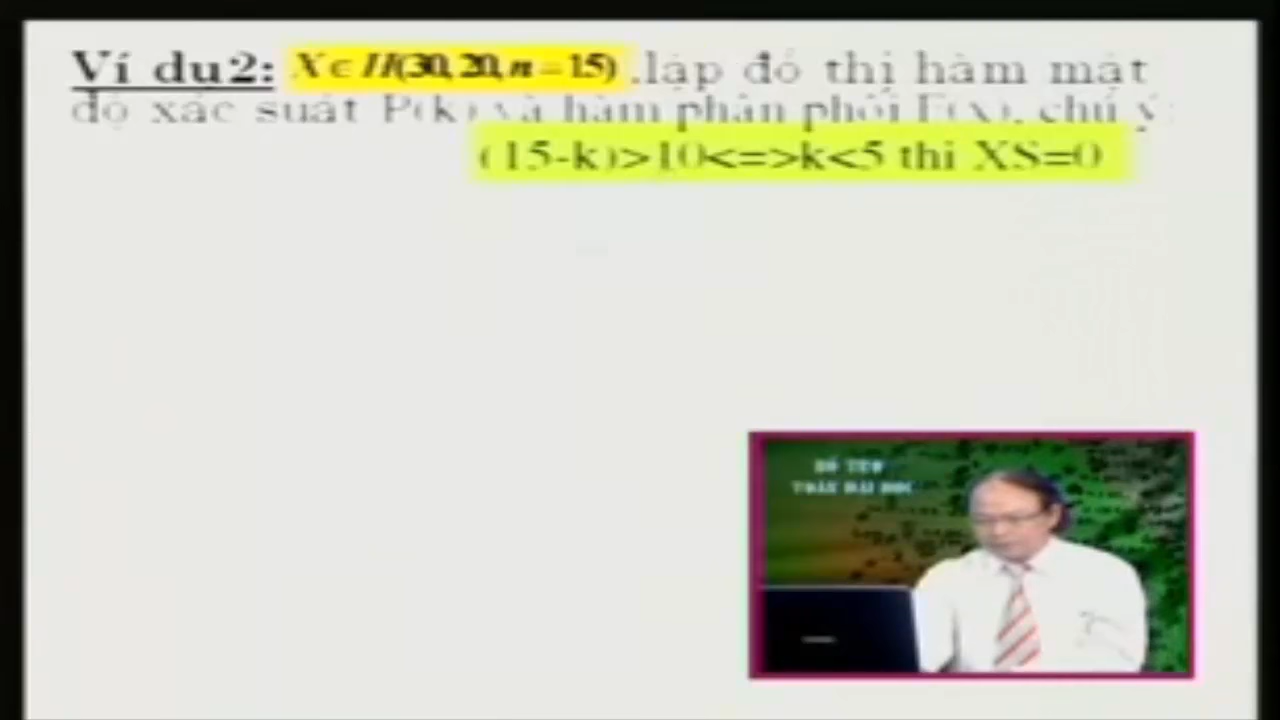 Ví dụ2: X ∈ H(30, 20, n = 15) .lập đồ thị hàm mật
độ xác suất P(k) và hàm phân phối F(x), chú ý:
(15-k)>10<=>k<5 thì XS=0